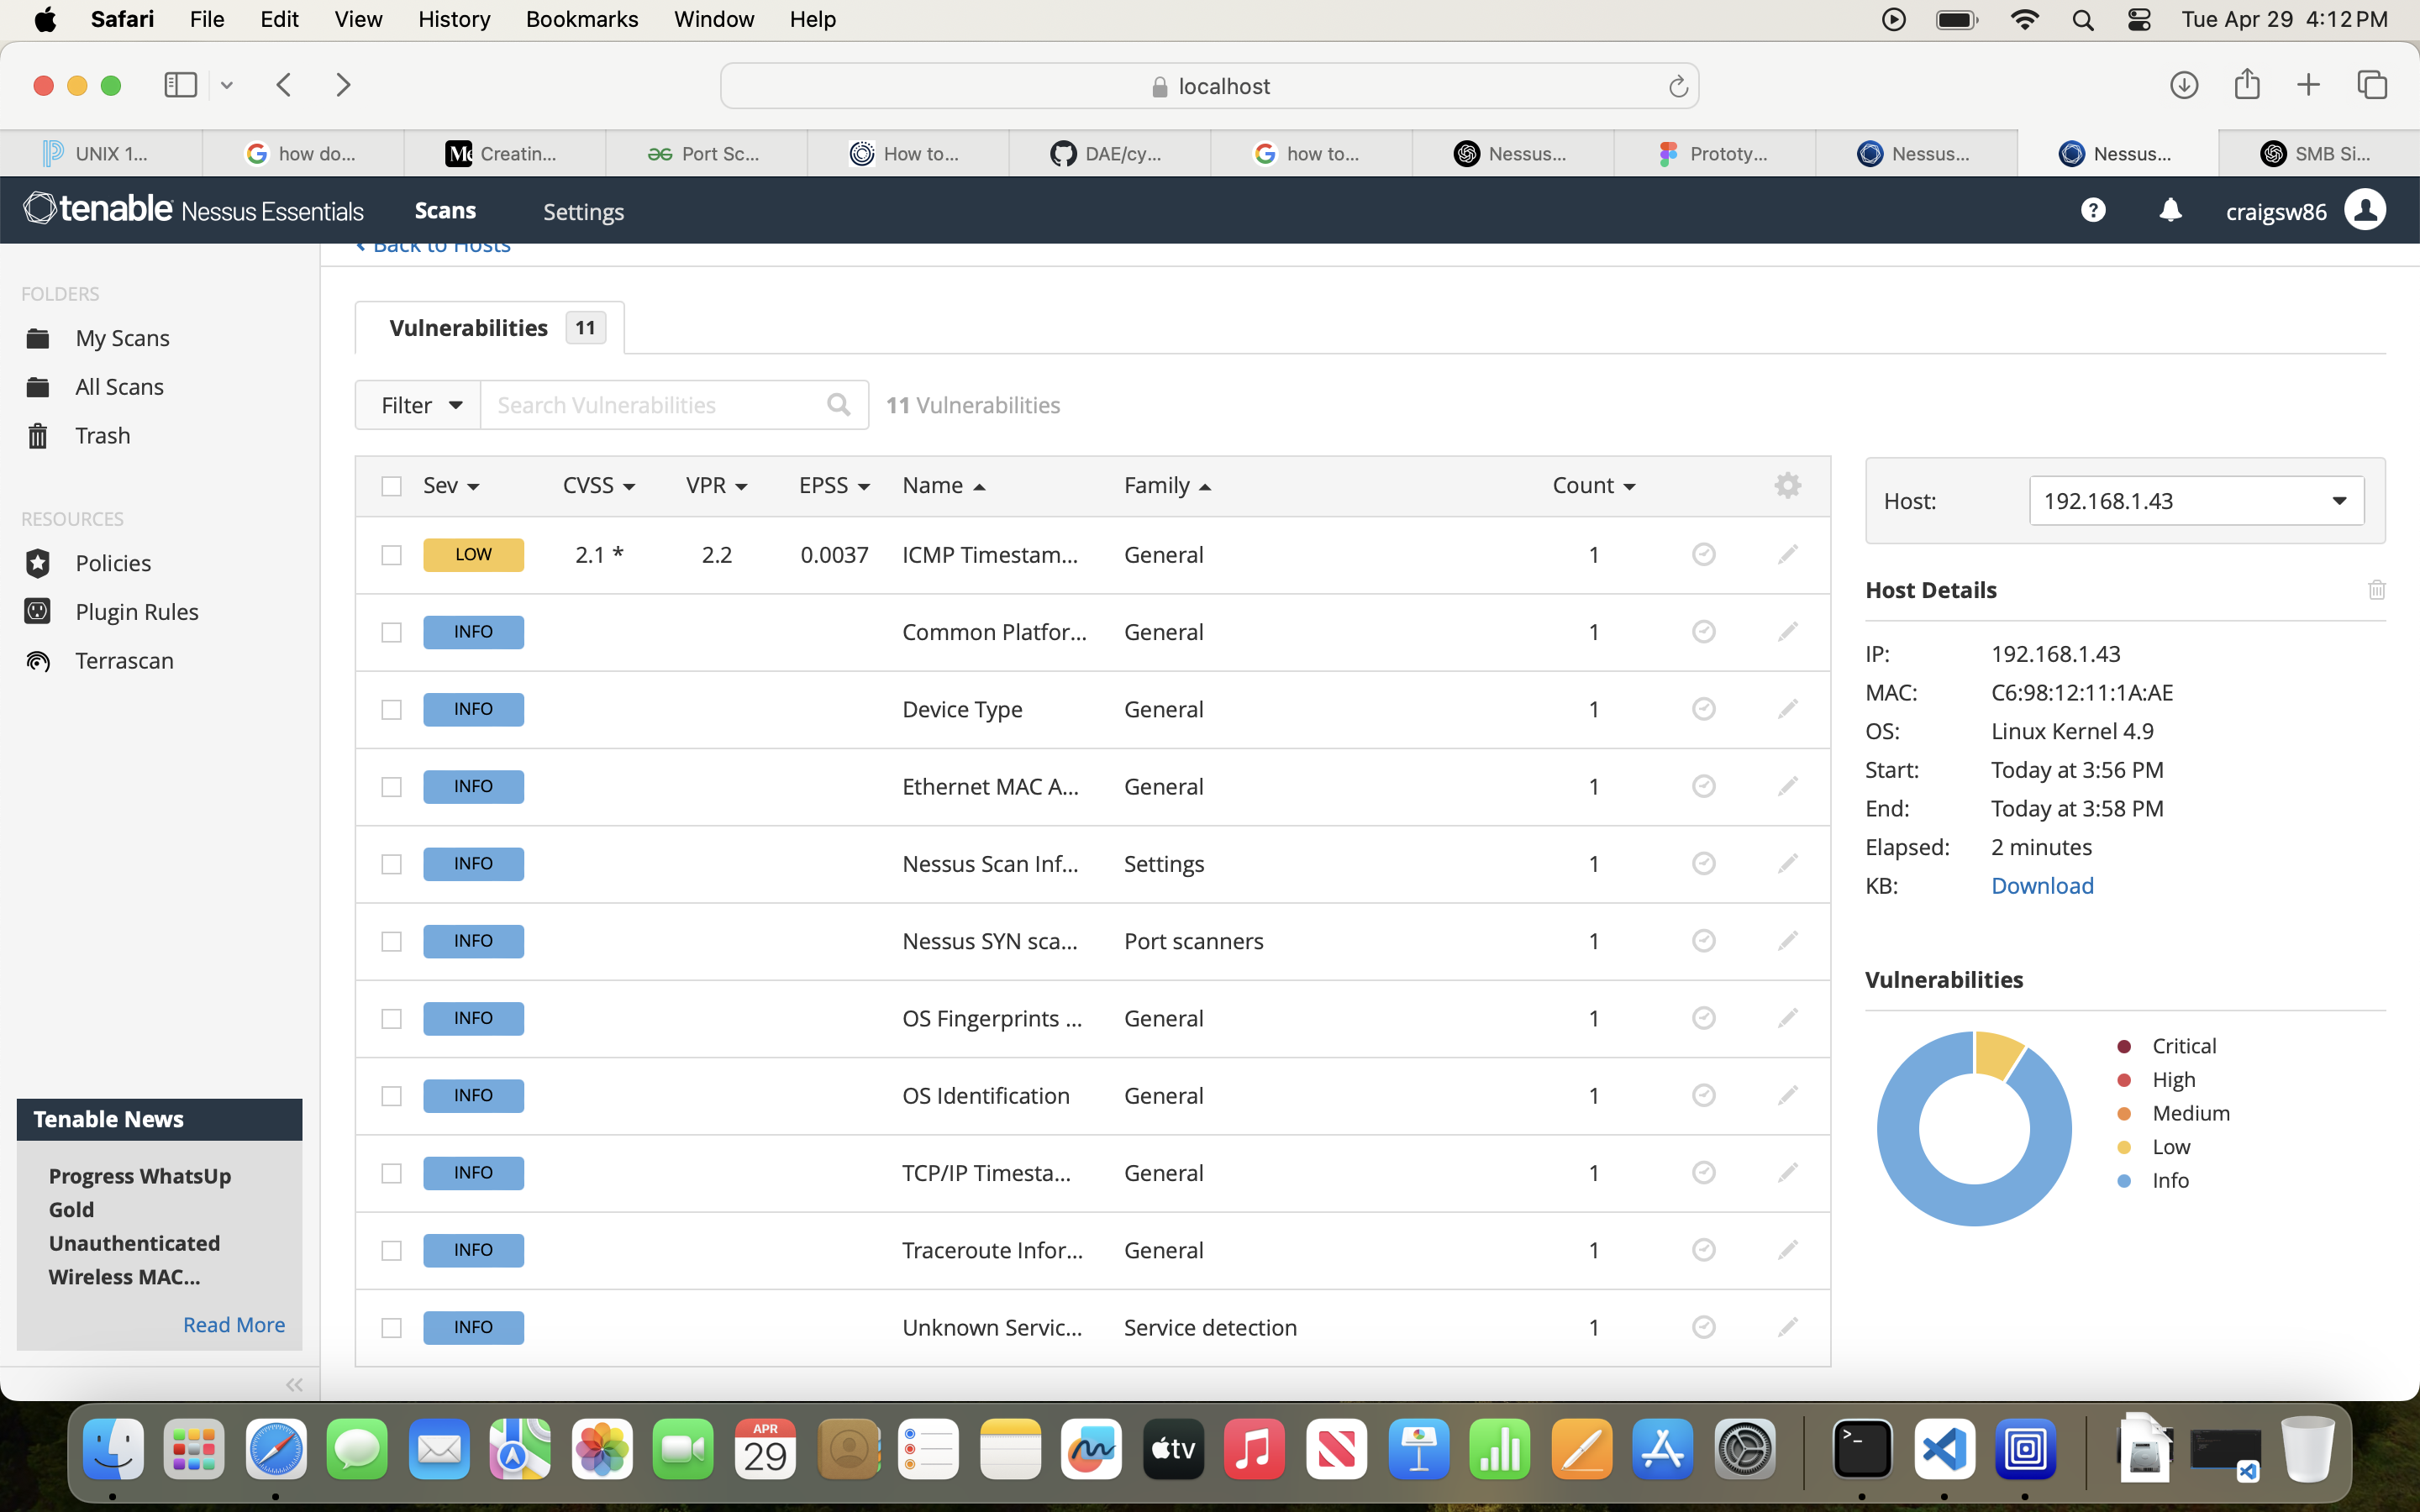 Safari File Edit View History Bookmarks Window Help Tue Apr 29 4:12 PM
localhost
UNIX 1... how do... Creatin... Port Sc... How to... DAE/cy... how to... Nessus... Prototy... Nessus... Nessus... SMB Si...
tenable Nessus Essentials Scans Settings craigsw86
Back to Hosts
FOLDERS
My Scans
All Scans
Trash
RESOURCES
Policies
Plugin Rules
Terrascan
Tenable News
Progress WhatsUp
Gold
Unauthenticated
Wireless MAC...
Read More
Vulnerabilities 11
Filter Search Vulnerabilities 11 Vulnerabilities
Sev CVSS VPR EPSS Name Family Count
LOW 2.1 * 2.2 0.0037 ICMP Timestam... General 1
INFO Common Platfor... General 1
INFO Device Type General 1
INFO Ethernet MAC A... General 1
INFO Nessus Scan Inf... Settings 1
INFO Nessus SYN sca... Port scanners 1
INFO OS Fingerprints ... General 1
INFO OS Identification General 1
INFO TCP/IP Timesta... General 1
INFO Traceroute Infor... General 1
INFO Unknown Servic... Service detection 1
Host: 192.168.1.43
Host Details
IP: 192.168.1.43
MAC: C6:98:12:11:1A:AE
OS: Linux Kernel 4.9
Start: Today at 3:56 PM
End: Today at 3:58 PM
Elapsed: 2 minutes
KB: Download
Vulnerabilities
Critical
High
Medium
Low
Info
APR
29
tv